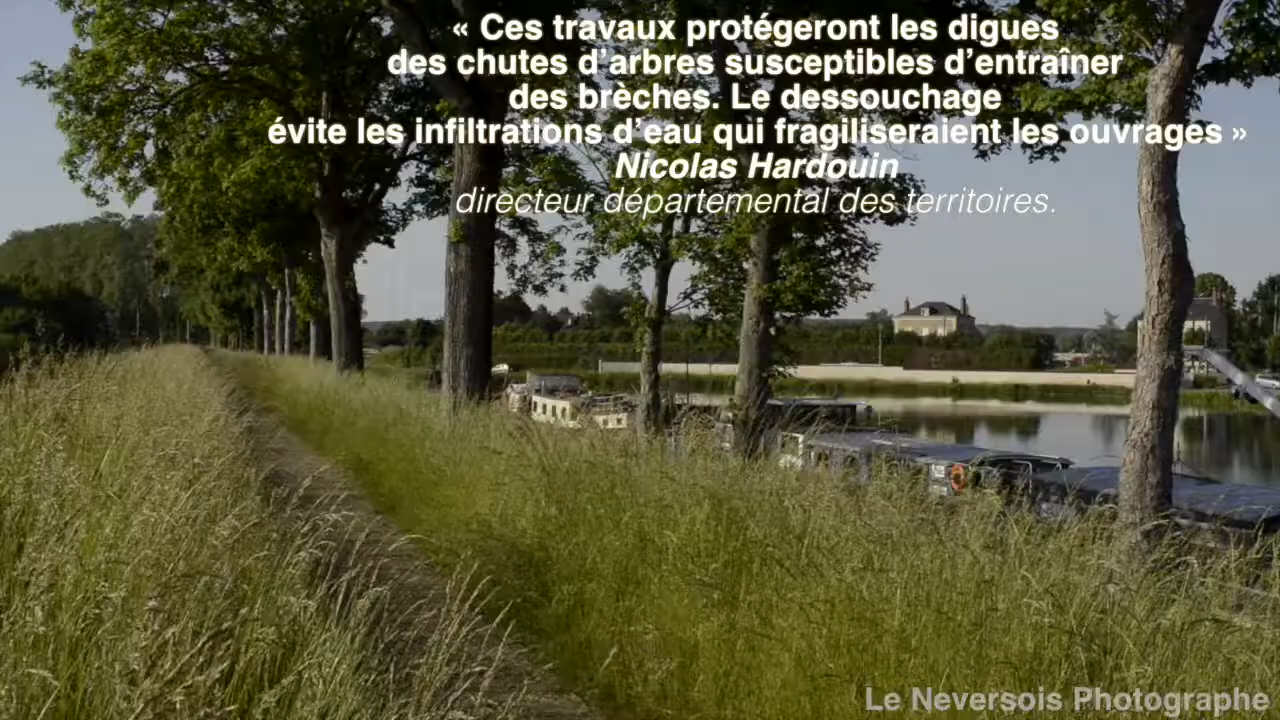 « Ces travaux protégeront les digues
des chutes d’arbres susceptibles d’entraîner
des brèches. Le dessouchage
évite les infiltrations d’eau qui fragiliseraient les ouvrages »
Nicolas Hardouin
directeur départemental des territoires.
Le Neversois Photographe